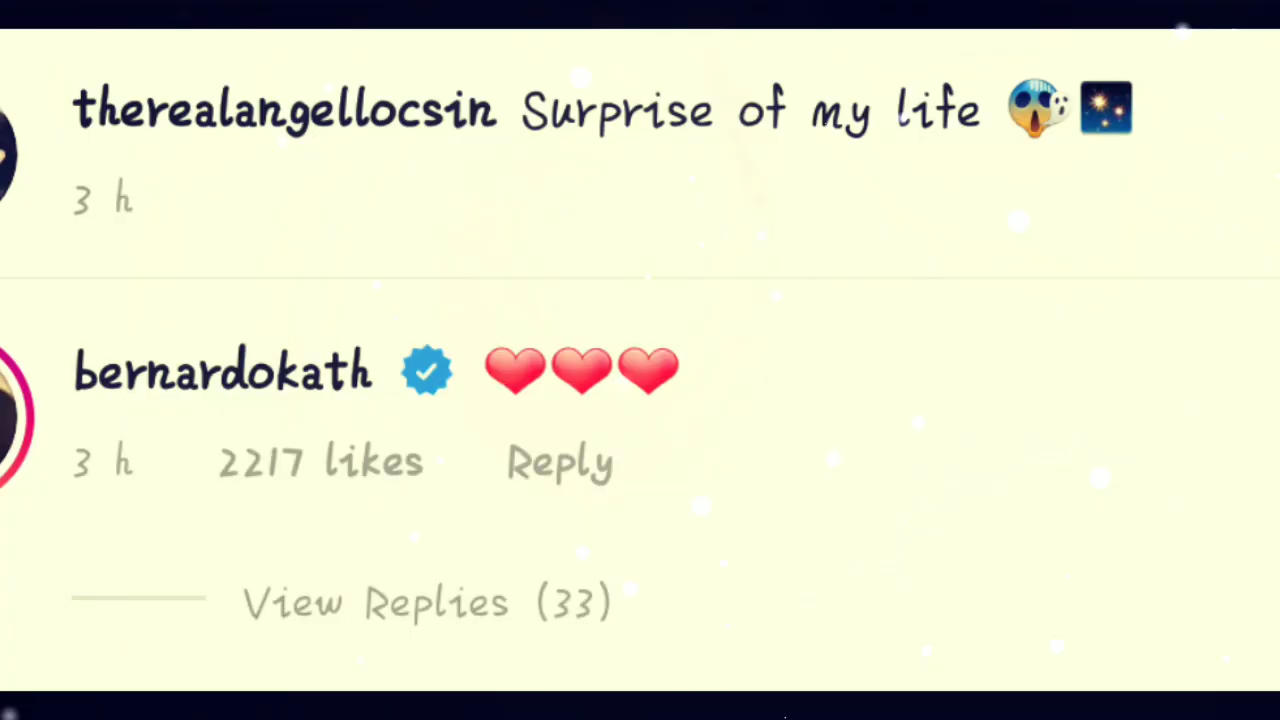 therealangellocsin Surprise of my life 😱🎇
3 h
bernardokath ❤️❤️❤️
3 h 2217 likes Reply
View Replies (33)